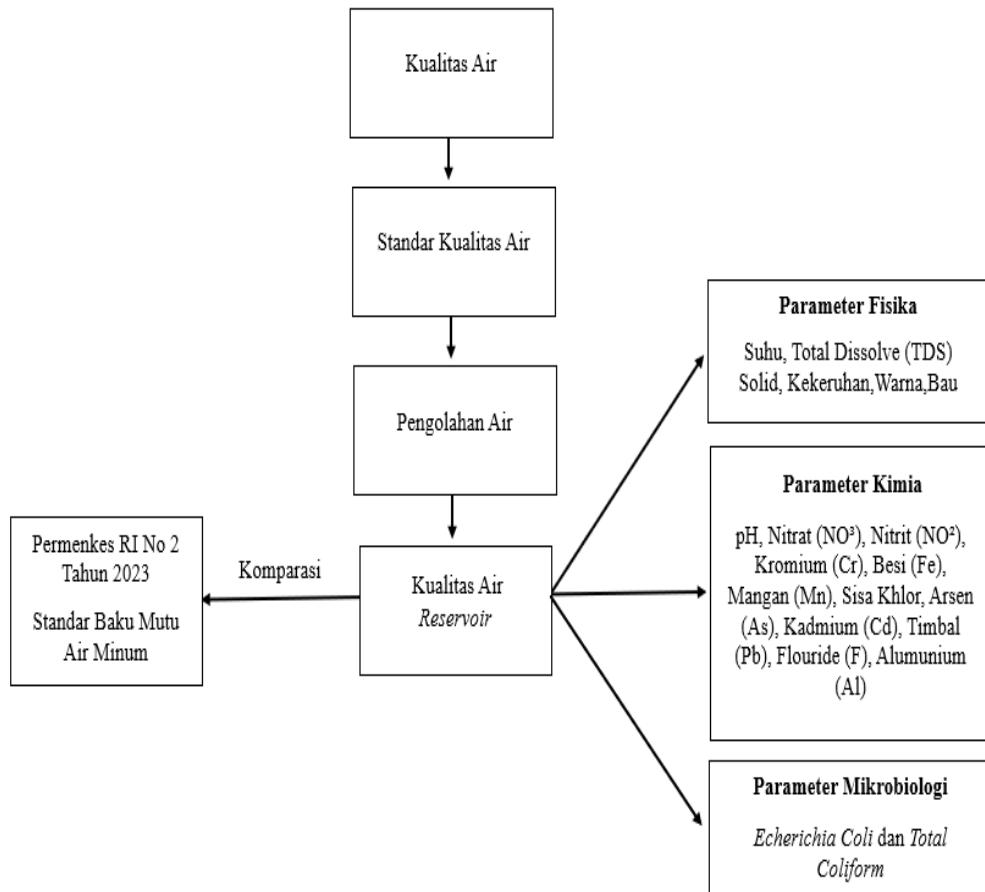 Kualitas Air
Standar Kualitas Air
Pengolahan Air
Kualitas Air
Reservoir
Komparasi
Permenkes RI No 2
Tahun 2023
Standar Baku Mutu
Air Minum
Parameter Fisika
Suhu, Total Dissolve (TDS)
Solid, Kekeruhan,Warna,Bau
Parameter Kimia
pH, Nitrat (NO³), Nitrit (NO²),
Kromium (Cr), Besi (Fe),
Mangan (Mn), Sisa Khlor, Arsen
(As), Kadmium (Cd), Timbal
(Pb), Flouride (F), Alumunium
(Al)
Parameter Mikrobiologi
Echerichia Coli dan Total
Coliform